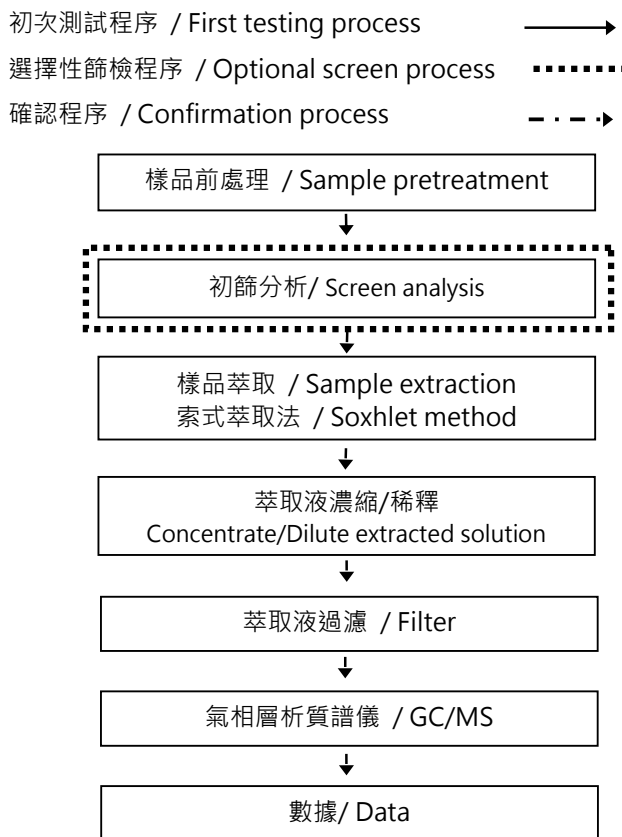 初次測試程序 / First testing process
選擇性篩檢程序 / Optional screen process
確認程序 / Confirmation process
樣品前處理 / Sample pretreatment
初篩分析/ Screen analysis
樣品萃取 / Sample extraction
索式萃取法 / Soxhlet method
萃取液濃縮/稀釋
Concentrate/Dilute extracted solution
萃取液過濾 / Filter
氣相層析質譜儀 / GC/MS
數據/ Data